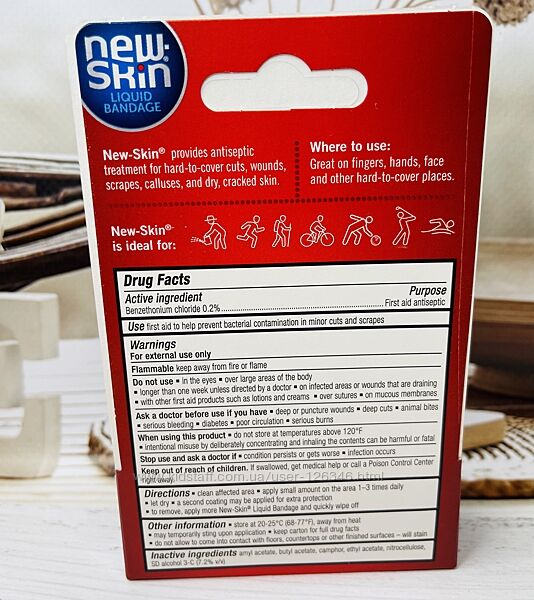 new-
skin
LIQUID
BANDAGE
New-Skin® provides antiseptic
treatment for hard-to-cover cuts, wounds,
scrapes, calluses, and dry, cracked skin.
Where to use:
Great on fingers, hands, face
and other hard-to-cover places.
New-Skin®
is ideal for:
Drug Facts
Active ingredient Purpose
Benzethonium chloride 0.2%........................................First aid antiseptic
Use first aid to help prevent bacterial contamination in minor cuts and scrapes
Warnings
For external use only
Flammable keep away from fire or flame
Do not use ▪ in the eyes ▪ over large areas of the body
▪ longer than one week unless directed by a doctor ▪ on infected areas or wounds that are draining
▪ with other first aid products such as lotions and creams ▪ over sutures ▪ on mucous membranes
Ask a doctor before use if you have ▪ deep or puncture wounds ▪ deep cuts ▪ animal bites
▪ serious bleeding ▪ diabetes ▪ poor circulation ▪ serious burns
When using this product ▪ do not store at temperatures above 120°F
▪ intentional misuse by deliberately concentrating and inhaling the contents can be harmful or fatal
Stop use and ask a doctor if ▪ condition persists or gets worse ▪ infection occurs
Keep out of reach of children. If swallowed, get medical help or call a Poison Control Center
right away.
kidstaff.com.ua/user-126346.html
Directions ▪ clean affected area ▪ apply small amount on the area 1–3 times daily
▪ let dry ▪ a second coating may be applied for extra protection
▪ to remove, apply more New-Skin® Liquid Bandage and quickly wipe off
Other information ▪ store at 20-25°C (68-77°F), away from heat
▪ may temporarily sting upon application ▪ keep carton for full drug facts
▪ do not allow to come into contact with floors, countertops or other finished surfaces – will stain
Inactive ingredients amyl acetate, butyl acetate, camphor, ethyl acetate, nitrocellulose,
SD alcohol 3-C (7.2% v/v)